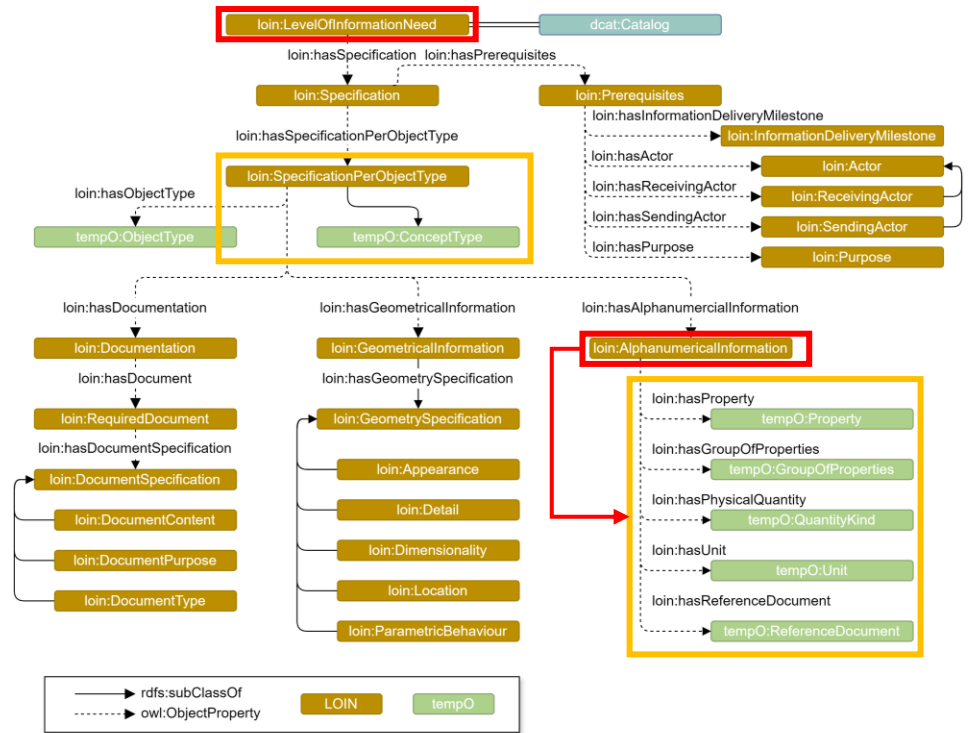 loin:LevelOfInformationNeed
dcat:Catalog
loin:hasSpecification
loin:hasPrerequisites
loin:Specification
loin:Prerequisites
loin:hasInformationDeliveryMilestone
loin:InformationDeliveryMilestone
loin:hasSpecificationPerObjectType
loin:hasActor
loin:Actor
loin:SpecificationPerObjectType
loin:hasReceivingActor
loin:ReceivingActor
loin:hasObjectType
loin:hasSendingActor
loin:SendingActor
tempO:ObjectType
tempO:ConceptType
loin:hasPurpose
loin:Purpose
loin:hasDocumentation
loin:hasGeometricalInformation
loin:hasAlphanumercialInformation
loin:Documentation
loin:GeometricalInformation
loin:AlphanumericalInformation
loin:hasDocument
loin:hasGeometrySpecification
loin:hasProperty
loin:RequiredDocument
loin:GeometrySpecification
tempO:Property
loin:hasDocumentSpecification
loin:hasGroupOfProperties
loin:DocumentSpecification
loin:Appearance
tempO:GroupOfProperties
loin:hasPhysicalQuantity
loin:DocumentContent
loin:Detail
tempO:QuantityKind
loin:hasUnit
loin:DocumentPurpose
loin:Dimensionality
tempO:Unit
loin:DocumentType
loin:Location
loin:hasReferenceDocument
loin:ParametricBehaviour
tempO:ReferenceDocument
rdfs:subClassOf
owl:ObjectProperty
LOIN
tempO